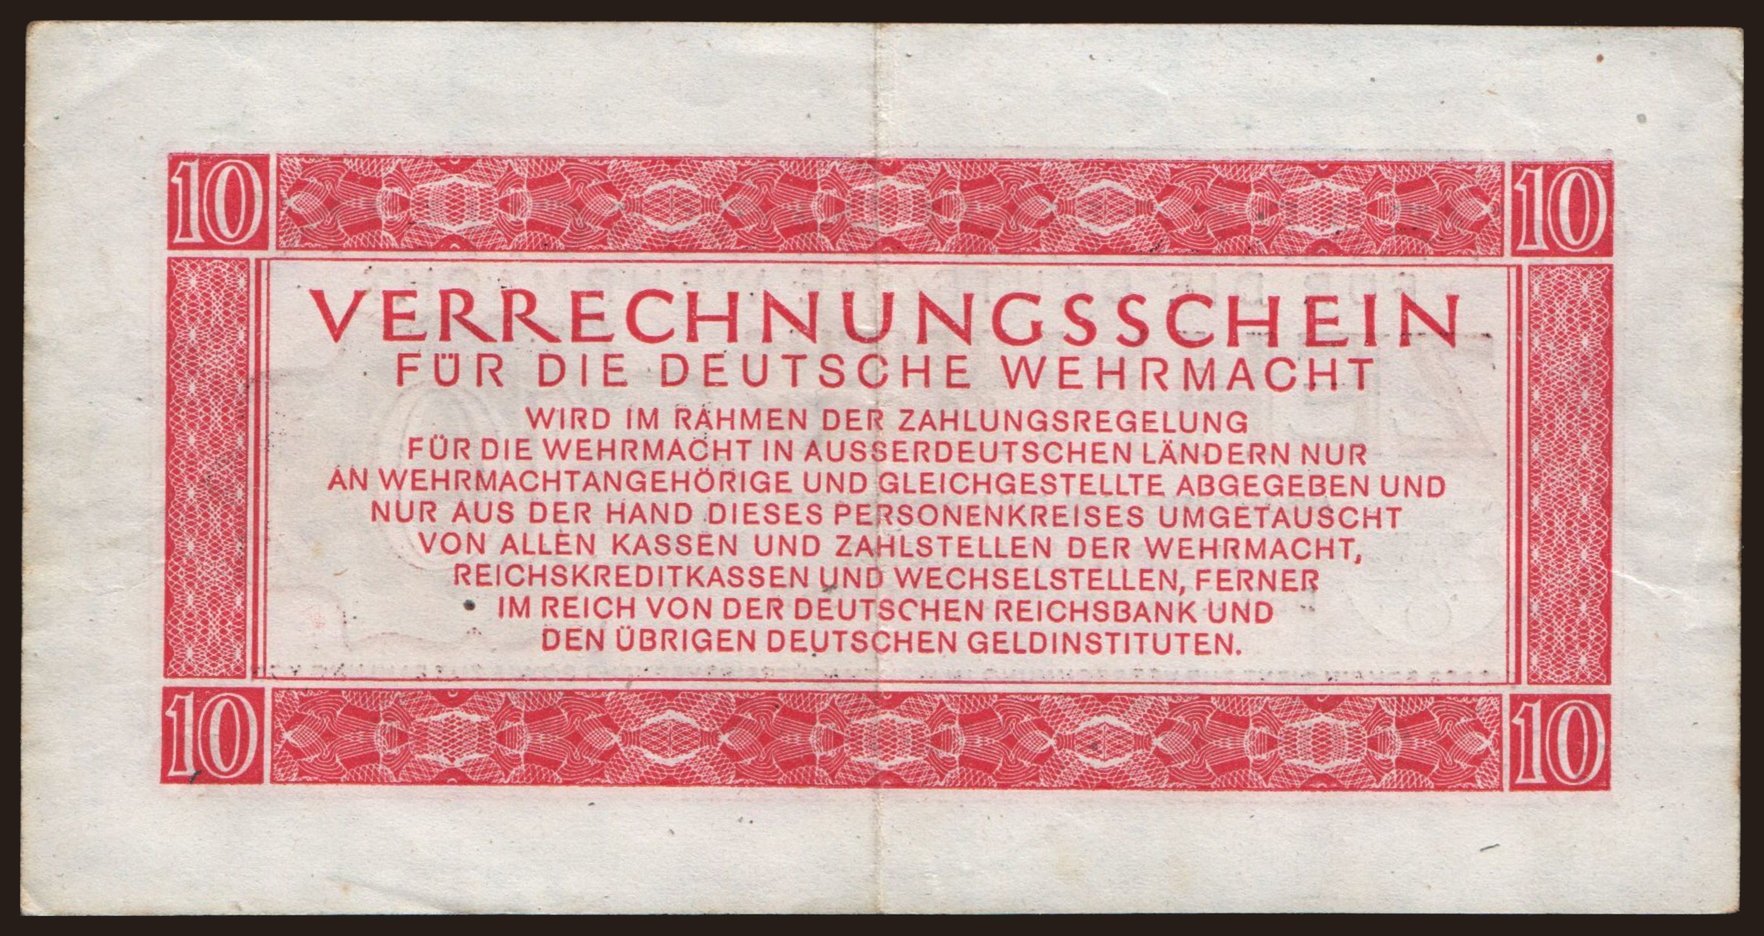 10 10
VERRECHNUNGSSCHEIN
FÜR DIE DEUTSCHE WEHRMACHT
WIRD IM RAHMEN DER ZAHLUNGSREGELUNG
FÜR DIE WEHRMACHT IN AUSSERDEUTSCHEN LÄNDERN NUR
AN WEHRMACHTANGEHÖRIGE UND GLEICHGESTELLTE ABGEGEBEN UND
NUR AUS DER HAND DIESES PERSONENKREISES UMGETAUSCHT
VON ALLEN KASSEN UND ZAHLSTELLEN DER WEHRMACHT,
REICHSKREDITKASSEN UND WECHSELSTELLEN, FERNER
IM REICH VON DER DEUTSCHEN REICHSBANK UND
DEN ÜBRIGEN DEUTSCHEN GELDINSTITUTEN.
10 10